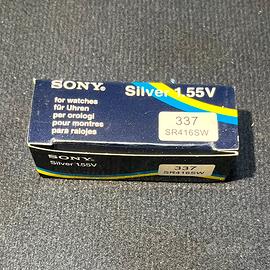 SONY® Silver 1.55V
for watches
für Uhren
per orologi
pour montres
para relojes
337
SR416SW
SONY®
Silver 1.55V
337
SR416SW